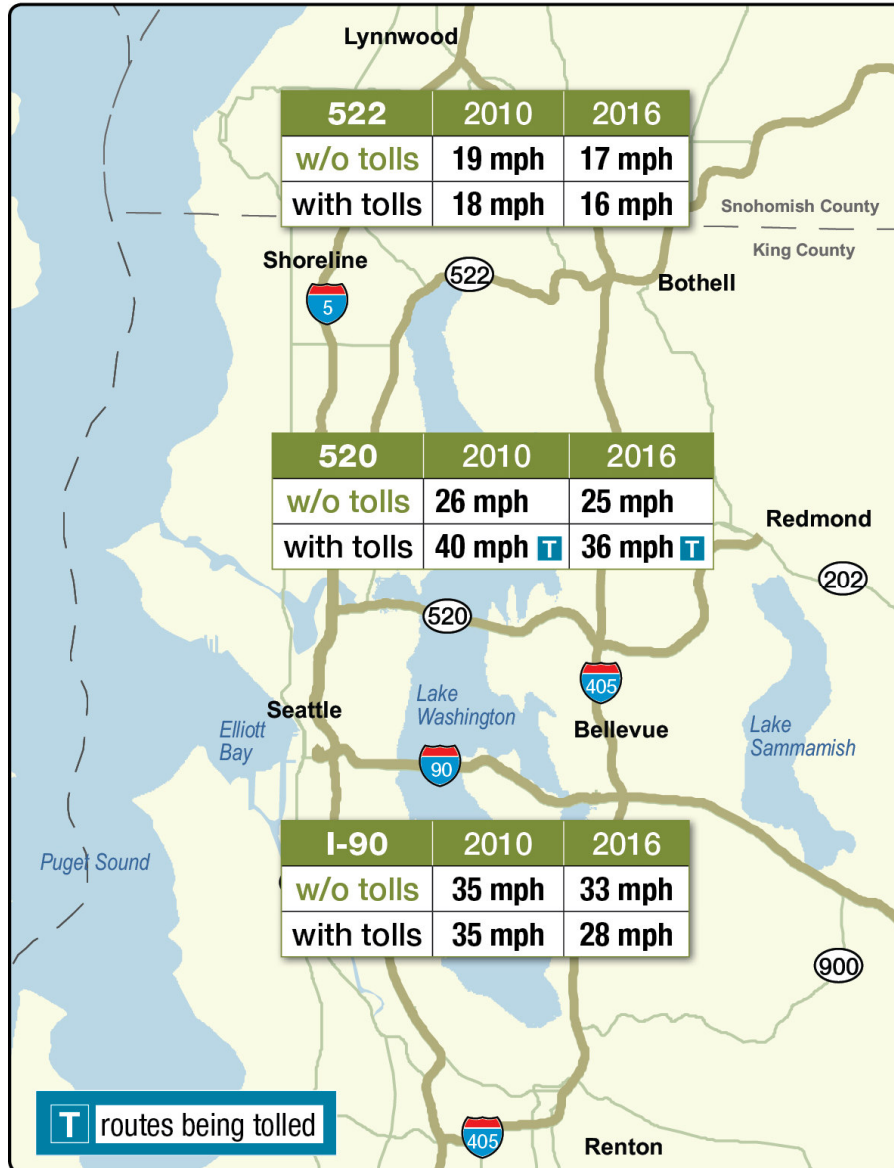 Lynnwood
522 2010 2016
w/o tolls 19 mph 17 mph
with tolls 18 mph 16 mph
Snohomish County
King County
Shoreline
522
Bothell
5
520 2010 2016
w/o tolls 26 mph 25 mph
with tolls 40 mph T 36 mph T
Redmond
202
520
405
Seattle
Lake
Washington
Elliott
Bay
Bellevue
Lake
Sammamish
90
I-90 2010 2016
w/o tolls 35 mph 33 mph
with tolls 35 mph 28 mph
Puget Sound
900
T routes being tolled
405
Renton